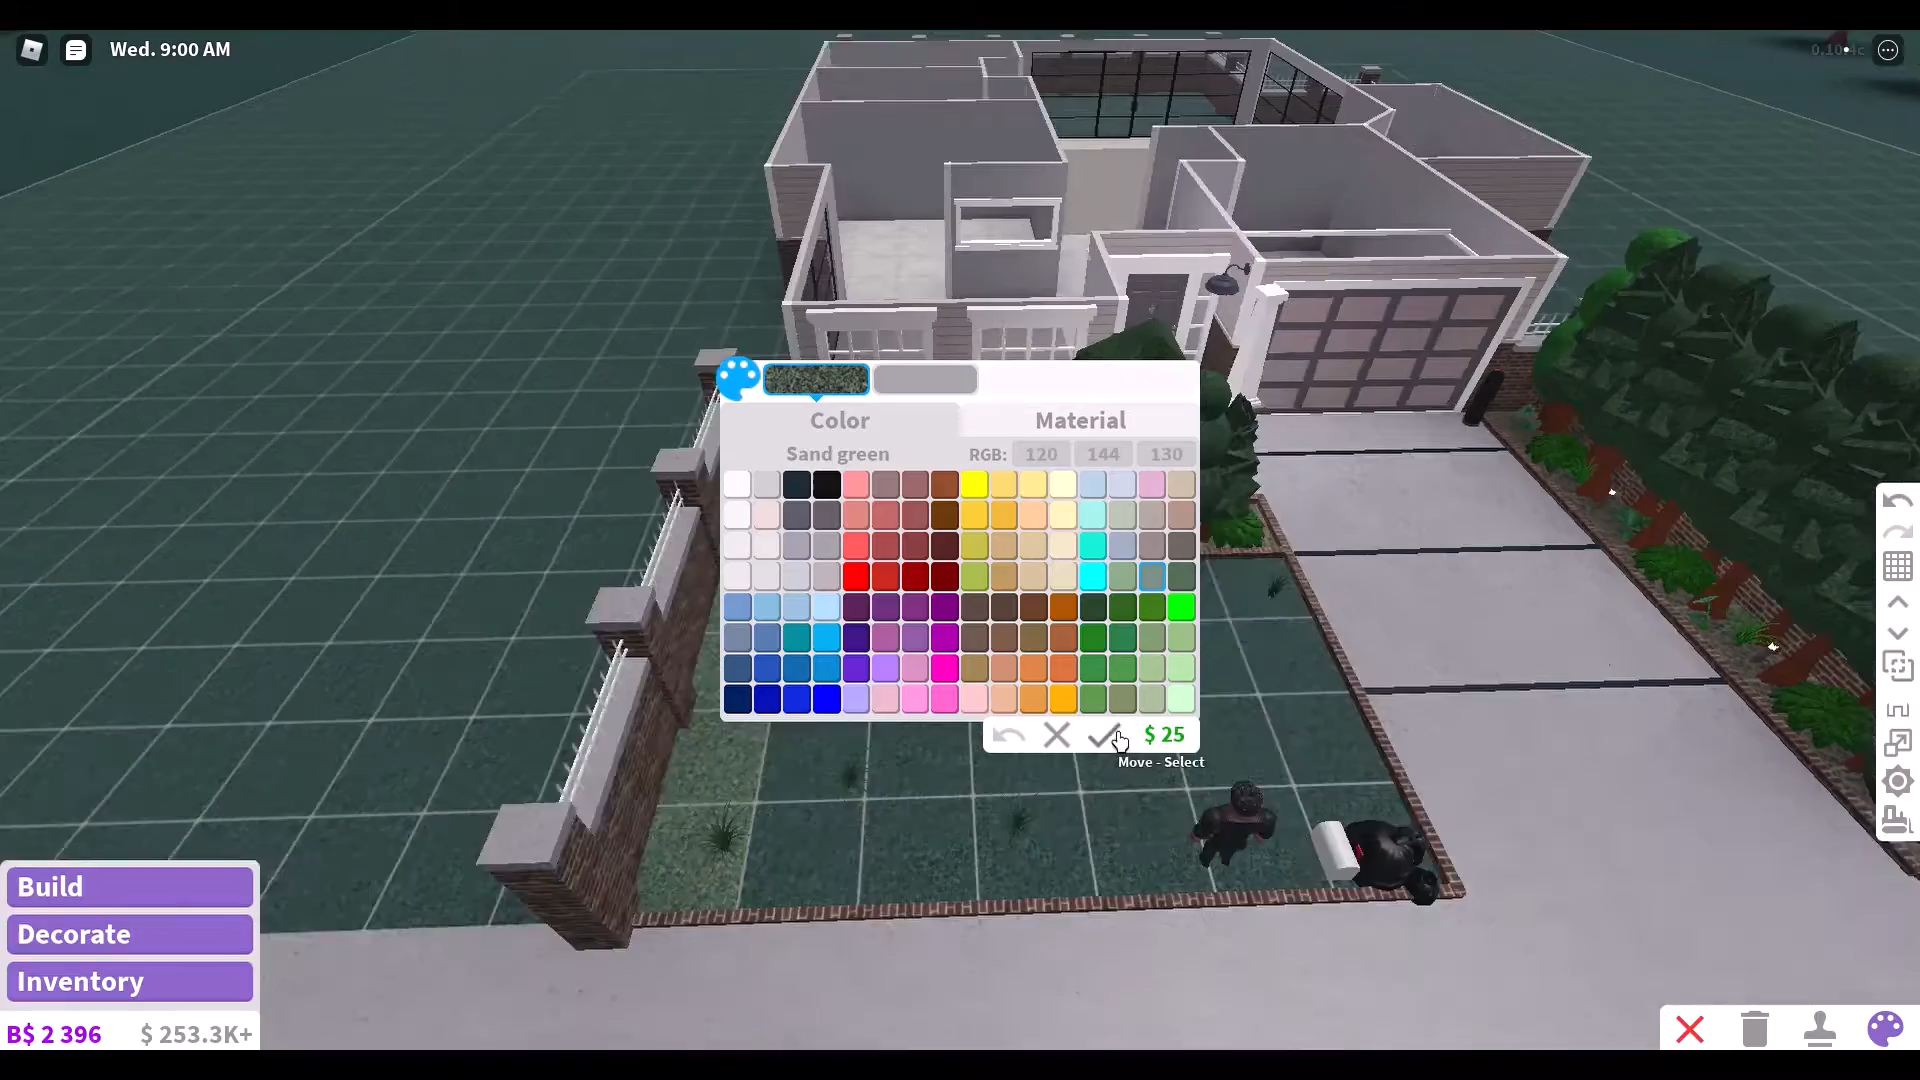 Wed. 9:00 AM
Color
Material
Sand green
RGB:
120
144
130
$ 25
Move - Select
Build
Decorate
Inventory
B$ 2 396
$ 253.3K+